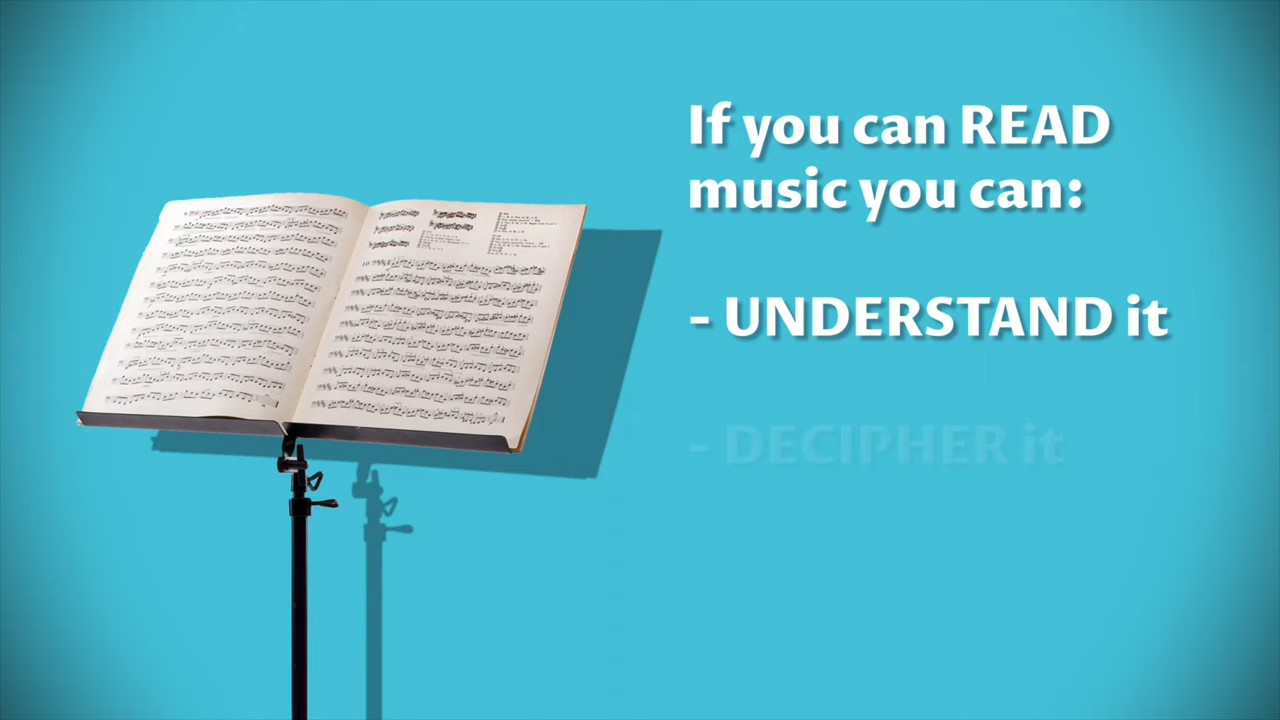 If you can READ
music you can:
- UNDERSTAND it
- DECIPHER it